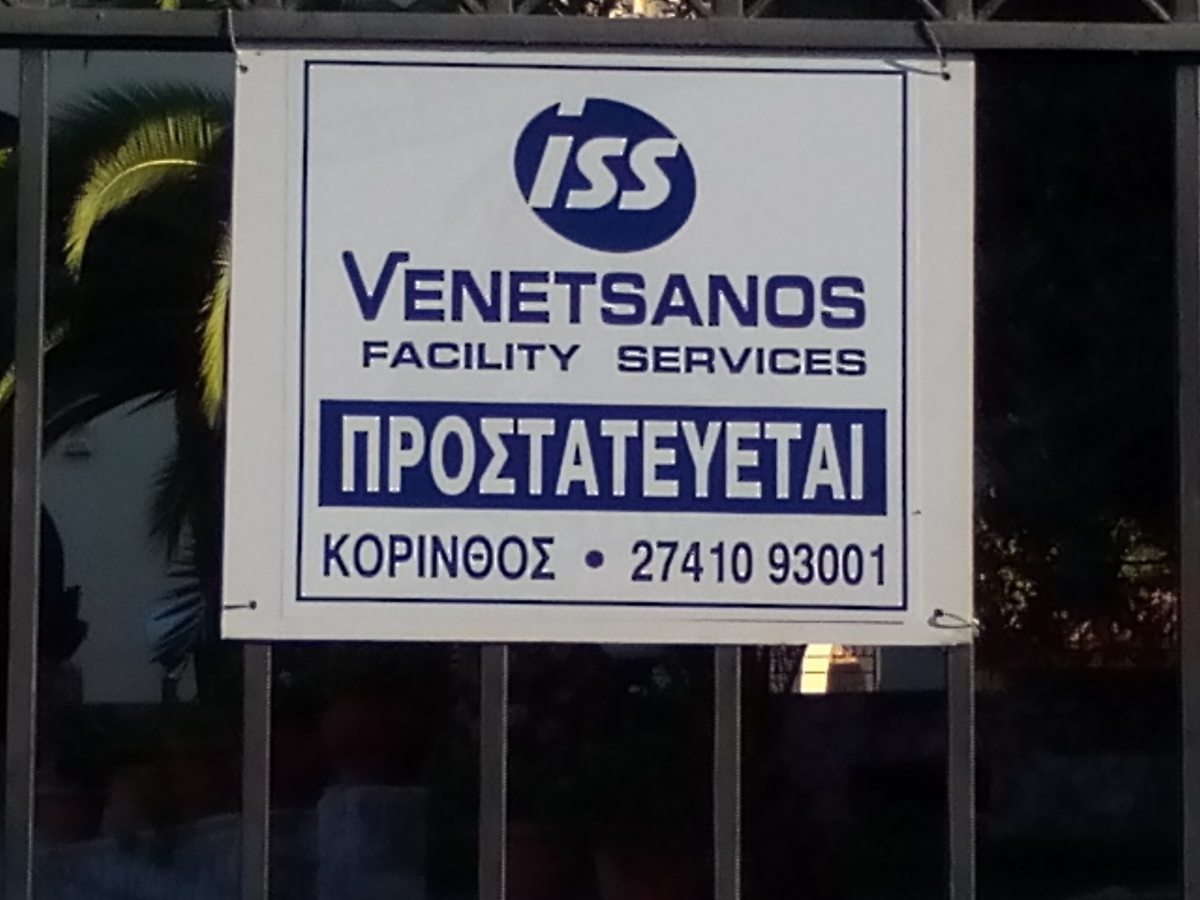 iss
VENETSANOS
FACILITY SERVICES
ΠΡΟΣΤΑΤΕΥΕΤΑΙ
ΚΟΡΙΝΘΟΣ • 27410 93001